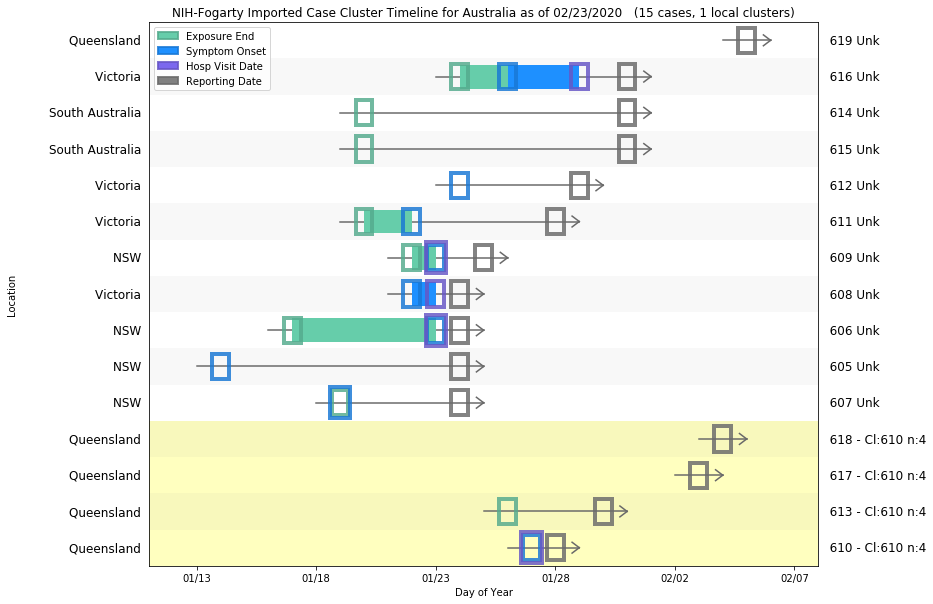 NIH-Fogarty Imported Case Cluster Timeline for Australia as of 02/23/2020 (15 cases, 1 local clusters)
Exposure End
Symptom Onset
Hosp Visit Date
Reporting Date
Location
Queensland 619 Unk
Victoria 616 Unk
South Australia 614 Unk
South Australia 615 Unk
Victoria 612 Unk
Victoria 611 Unk
NSW 609 Unk
Victoria 608 Unk
NSW 606 Unk
NSW 605 Unk
NSW 607 Unk
Queensland 618 - Cl:610 n:4
Queensland 617 - Cl:610 n:4
Queensland 613 - Cl:610 n:4
Queensland 610 - Cl:610 n:4
01/13 01/18 01/23 01/28 02/02 02/07
Day of Year